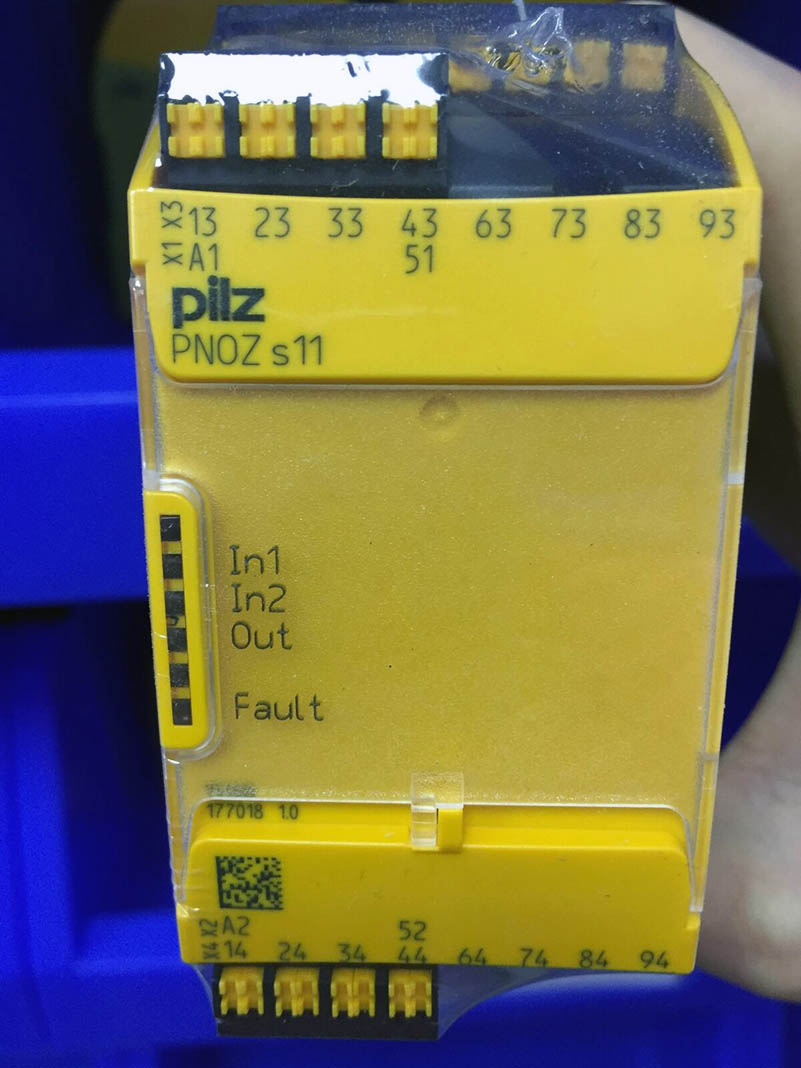 X3 13 23 33 43 63 73 83 93
X1 A1 51
pilz
PNOZ s11
In1
In2
Out
Fault
177018 1.0
X2 A2 52
X4 14 24 34 44 64 74 84 94